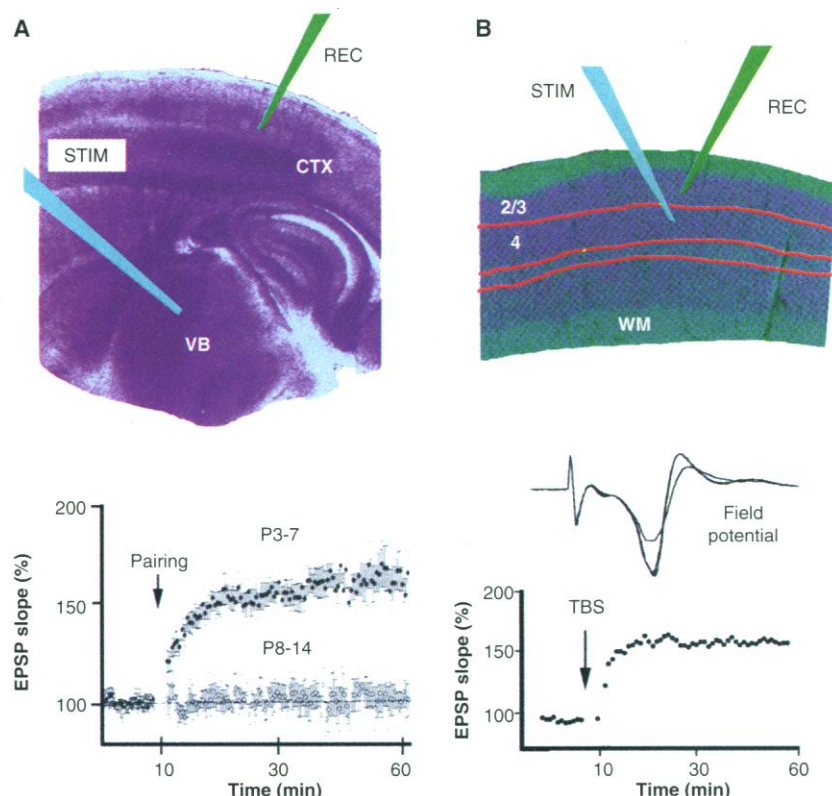 A
REC
STIM
CTX
VB
200
EPSP slope (%)
150
100
Pairing
P3-7
P8-14
10
30
60
Time (min)
B
STIM
REC
2/3
4
WM
Field
potential
200
EPSP slope (%)
150
100
TBS
10
30
60
Time (min)